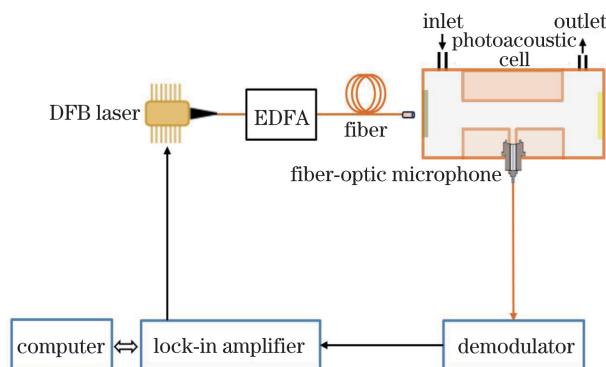 inlet
outlet
photoacoustic
cell
DFB laser
EDFA
fiber
fiber-optic microphone
computer
lock-in amplifier
demodulator